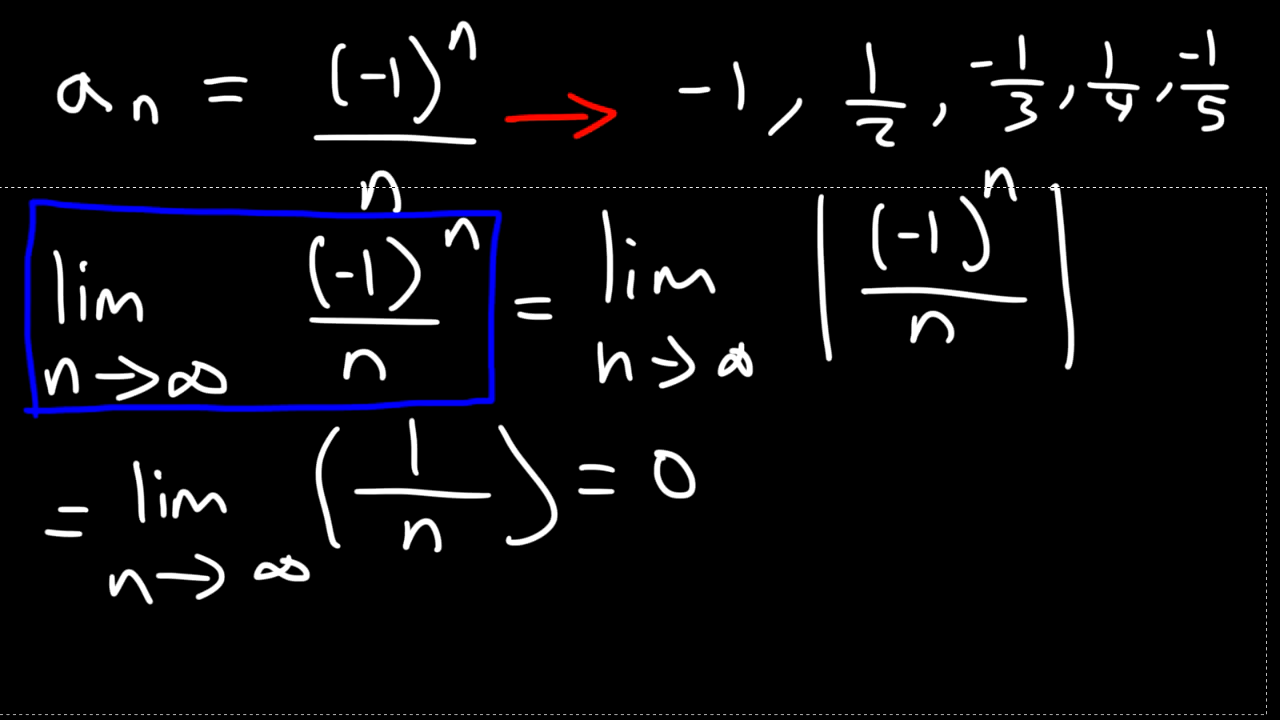 aₙ = (-1)ⁿ/n → -1, 1/2, -1/3, 1/4, -1/5
lim n→∞ (-1)ⁿ/n = lim n→∞ |(-1)ⁿ/n|
= lim n→∞ (1/n) = 0